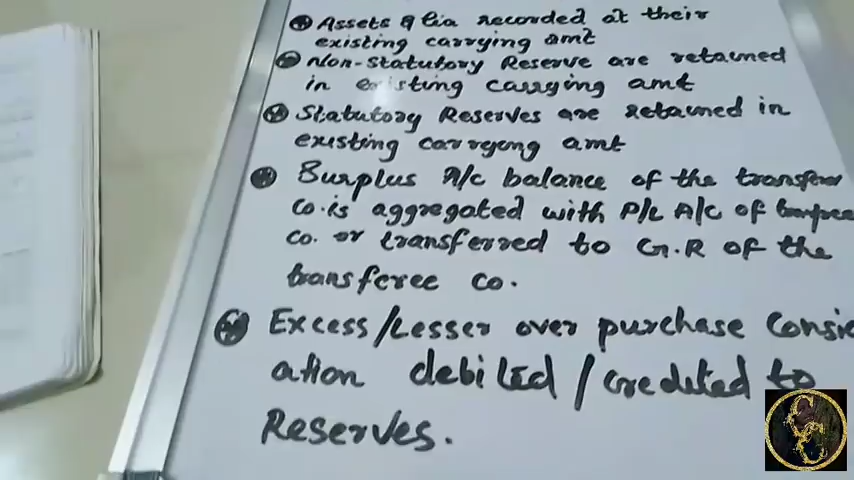 Assets & lia recorded at their
existing carrying amt
Non-Statutory Reserve are retained
in existing carrying amt
Statutory Reserves are retained in
existing carrying amt
Surplus A/c balance of the transferor
Co. is aggregated with P/L A/C of
co. or transferred to G.R of the
transferee co.
Excess/Lesser over purchase Conside
ation debited/credited to
Reserves.